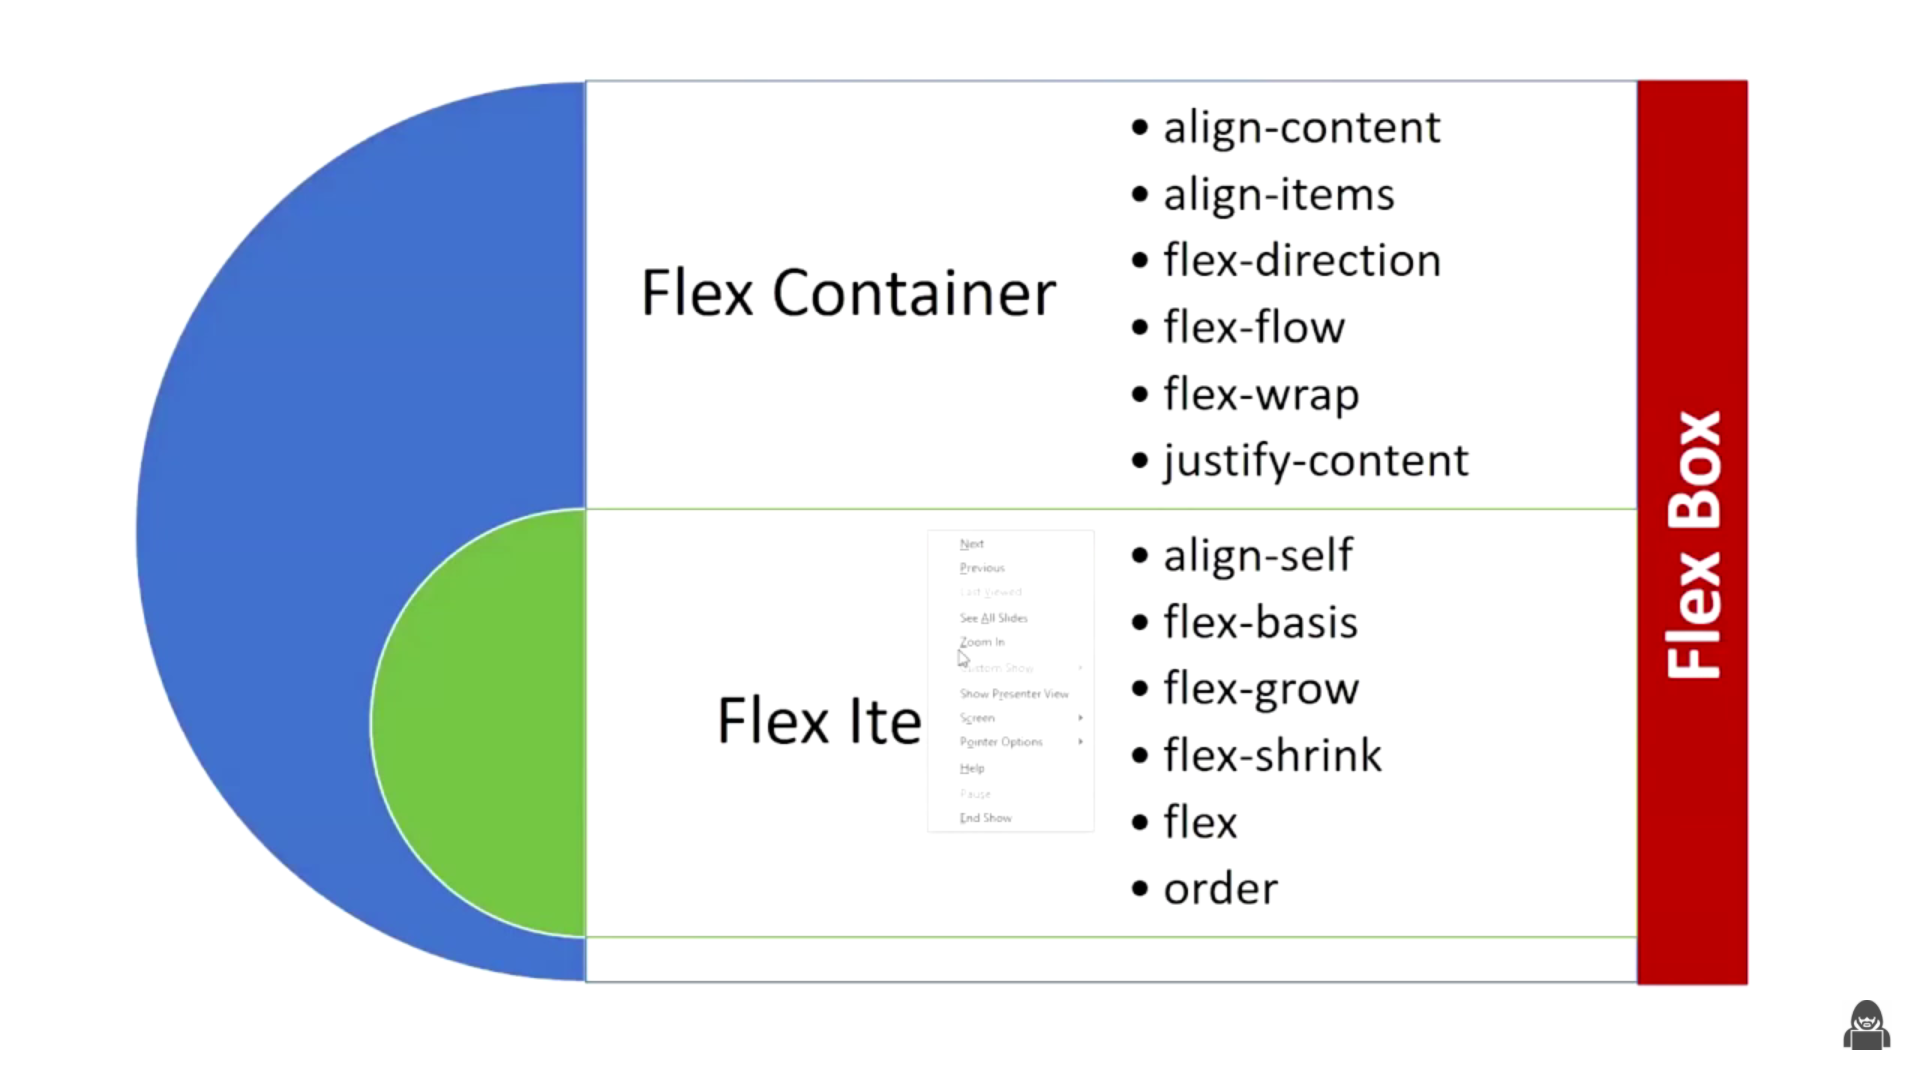 Flex Container
• align-content
• align-items
• flex-direction
• flex-flow
• flex-wrap
• justify-content
Flex Ite
• align-self
• flex-basis
• flex-grow
• flex-shrink
• flex
• order
Next
Previous
Last Viewed
See All Slides
Zoom In
Custom Show
Show Presenter View
Screen
Pointer Options
Help
Pause
End Show
Flex Box